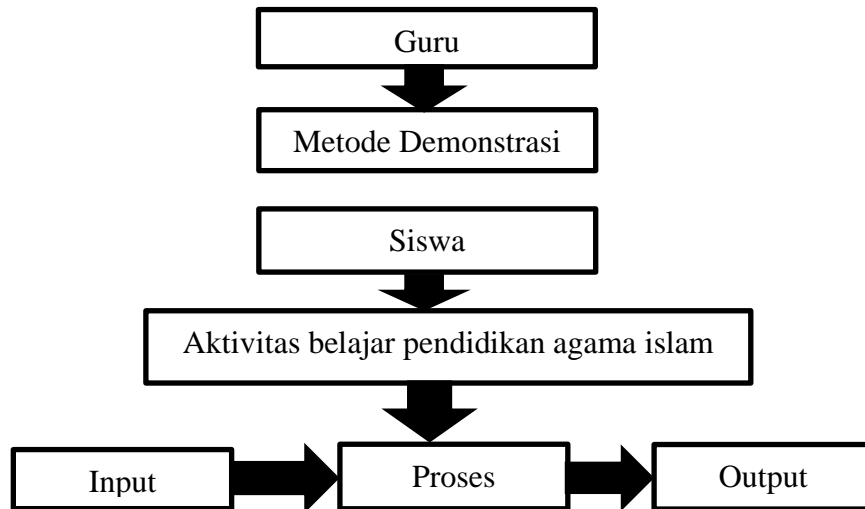 Guru
Metode Demonstrasi
Siswa
Aktivitas belajar pendidikan agama islam
Input
Proses
Output